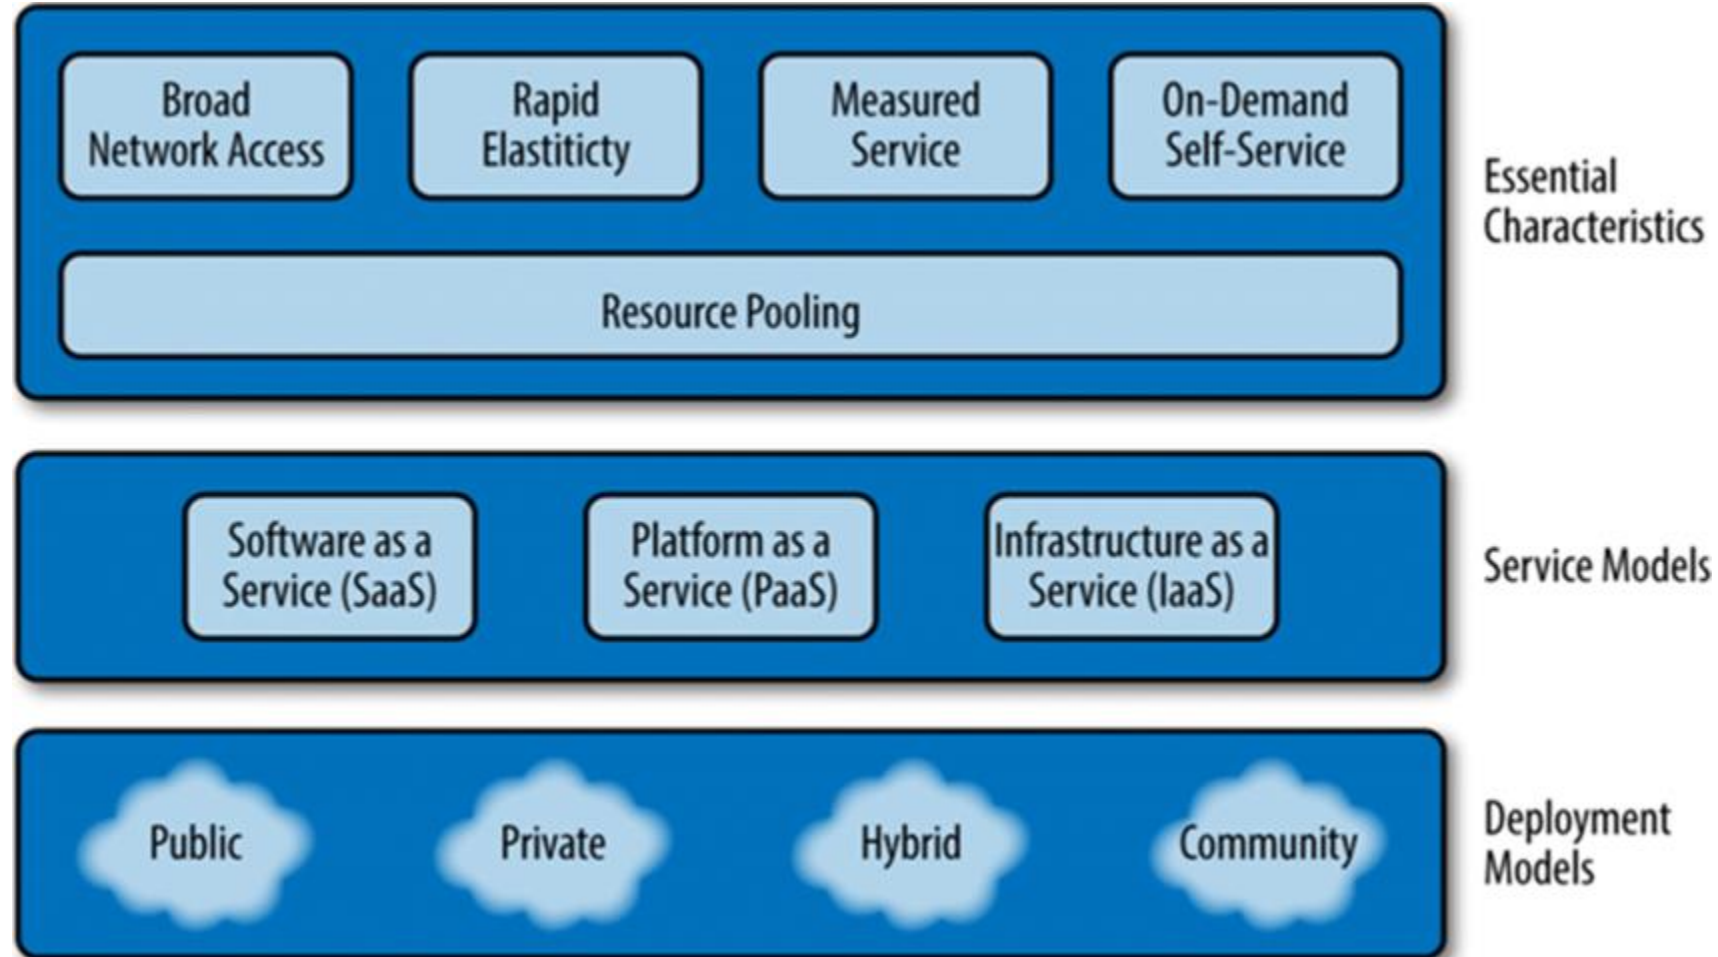 Broad
Network Access
Rapid
Elastiticty
Measured
Service
On-Demand
Self-Service
Essential
Characteristics
Resource Pooling
Software as a
Service (SaaS)
Platform as a
Service (PaaS)
Infrastructure as a
Service (IaaS)
Service Models
Public
Private
Hybrid
Community
Deployment
Models